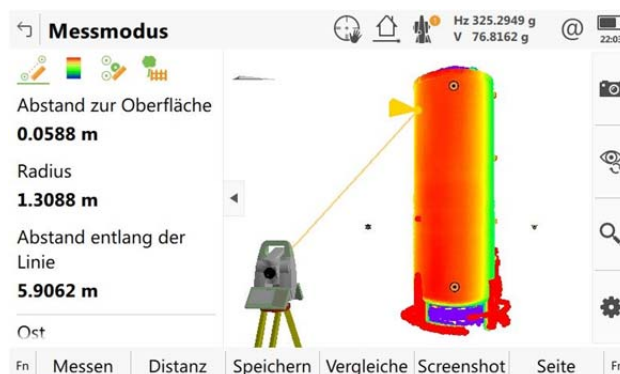 Messmodus
Hz 325.2949 g
V 76.8162 g
@
22:03
Abstand zur Oberfläche
0.0588 m
Radius
1.3088 m
Abstand entlang der
Linie
5.9062 m
Ost
Fn Messen Distanz Speichern Vergleiche Screenshot Seite